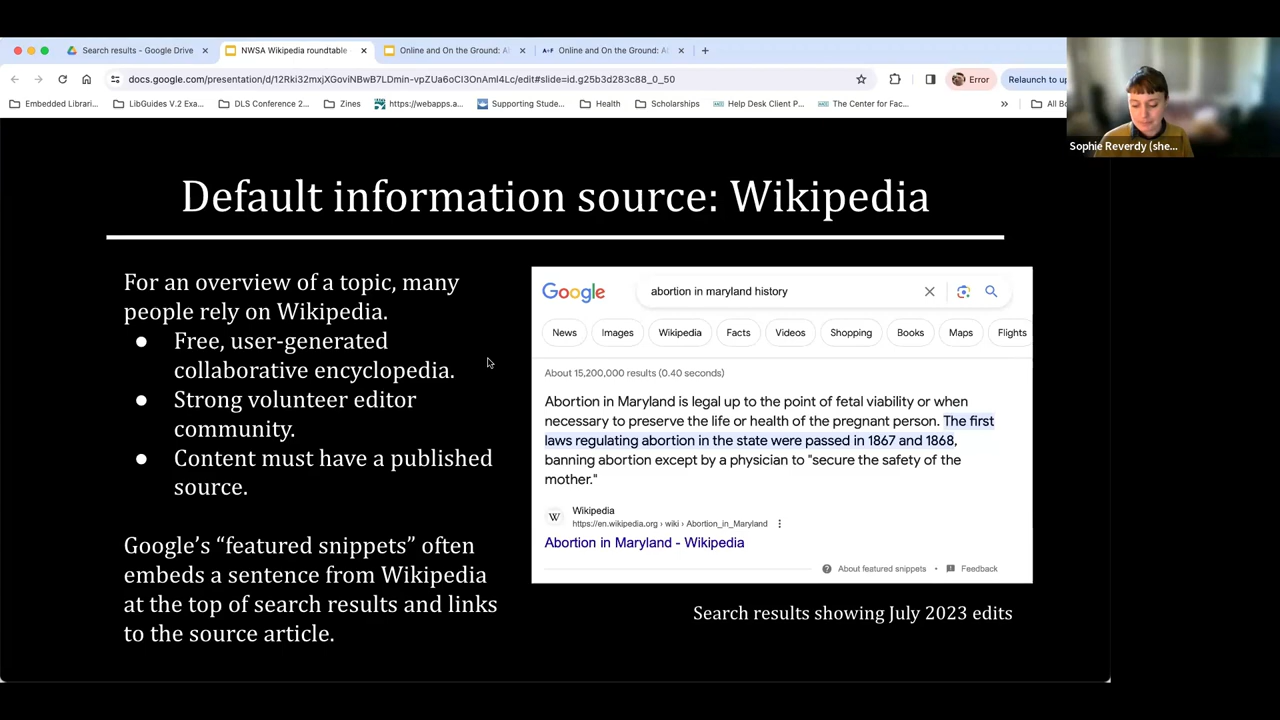 Search results - Google Drive
NWSA Wikipedia roundtable
Online and On the Ground: A
Online and On the Ground: A
docs.google.com/presentation/d/12Rki32mxjXGoviNBwB7LDmin-vpZUa6oCI3OnAmI4Lc/edit#slide=id.g25b3d283c88_0_50
Error
Relaunch to up
Embedded Librari...
LibGuides V.2 Exa...
DLS Conference 2...
Zines
https://webapps.a...
Supporting Stude...
Health
Scholarships
Help Desk Client P...
The Center for Fac...
»
All Bo
Sophie Reverdy (she...
Default information source: Wikipedia
For an overview of a topic, many
people rely on Wikipedia.
● Free, user-generated
collaborative encyclopedia.
● Strong volunteer editor
community.
● Content must have a published
source.
Google's “featured snippets” often
embeds a sentence from Wikipedia
at the top of search results and links
to the source article.
Google
abortion in maryland history
News
Images
Wikipedia
Facts
Videos
Shopping
Books
Maps
Flights
About 15,200,000 results (0.40 seconds)
Abortion in Maryland is legal up to the point of fetal viability or when
necessary to preserve the life or health of the pregnant person. The first
laws regulating abortion in the state were passed in 1867 and 1868,
banning abortion except by a physician to "secure the safety of the
mother."
W
Wikipedia
https://en.wikipedia.org › wiki › Abortion_in_Maryland
Abortion in Maryland - Wikipedia
About featured snippets • Feedback
Search results showing July 2023 edits